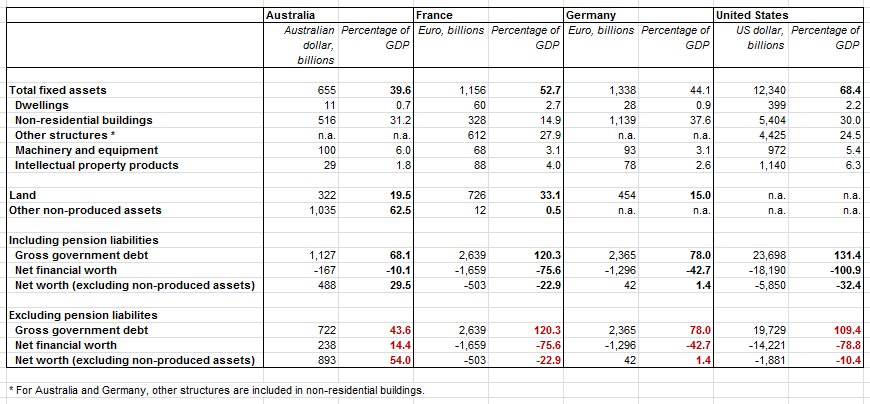 Australia France Germany United States
Australian dollar, billions Percentage of GDP Euro, billions Percentage of GDP Euro, billions Percentage of GDP US dollar, billions Percentage of GDP
Total fixed assets 655 39.6 1,156 52.7 1,338 44.1 12,340 68.4
Dwellings 11 0.7 60 2.7 28 0.9 399 2.2
Non-residential buildings 516 31.2 328 14.9 1,139 37.6 5,404 30.0
Other structures * n.a. n.a. 612 27.9 n.a. n.a. 4,425 24.5
Machinery and equipment 100 6.0 68 3.1 93 3.1 972 5.4
Intellectual property products 29 1.8 88 4.0 78 2.6 1,140 6.3
Land 322 19.5 726 33.1 454 15.0 n.a. n.a.
Other non-produced assets 1,035 62.5 12 0.5 n.a. n.a. n.a. n.a.
Including pension liabilities
Gross government debt 1,127 68.1 2,639 120.3 2,365 78.0 23,698 131.4
Net financial worth -167 -10.1 -1,659 -75.6 -1,296 -42.7 -18,190 -100.9
Net worth (excluding non-produced assets) 488 29.5 -503 -22.9 42 1.4 -5,850 -32.4
Excluding pension liabilites
Gross government debt 722 43.6 2,639 120.3 2,365 78.0 19,729 109.4
Net financial worth 238 14.4 -1,659 -75.6 -1,296 -42.7 -14,221 -78.8
Net worth (excluding non-produced assets) 893 54.0 -503 -22.9 42 1.4 -1,881 -10.4
* For Australia and Germany, other structures are included in non-residential buildings.